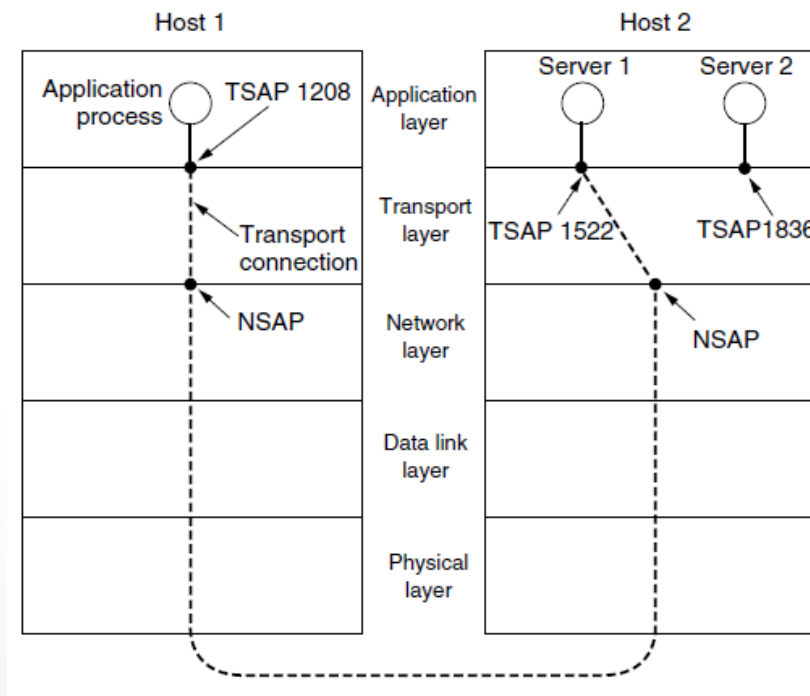 Host 1
Host 2
Application
process
TSAP 1208
Application
layer
Server 1
Server 2
Transport
layer
Transport
connection
TSAP 1522
TSAP1836
NSAP
Network
layer
NSAP
Data link
layer
Physical
layer